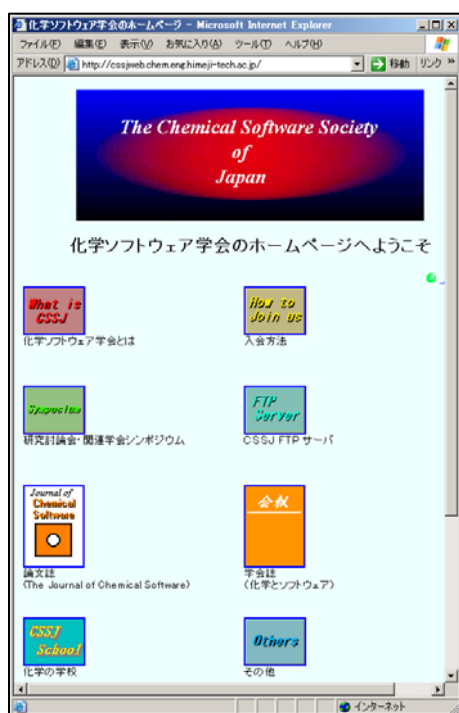 化学ソフトウェア学会のホームページ - Microsoft Internet Explorer
ファイル(F) 編集(E) 表示(V) お気に入り(A) ツール(T) ヘルプ(H)
アドレス(D) http://cssjweb.chem.eng.himeji-tech.ac.jp/ 移動 リンク »
The Chemical Software Society
of
Japan
化学ソフトウェア学会のホームページへようこそ
What is
CSSJ
How to
Join us
化学ソフトウェア学会とは
入会方法
Symposium
FTP
Server
研究討論会・関連学会シンポジウム
CSSJ FTP サーバ
Journal of
Chemical
Software
会報
論文誌
(The Journal of Chemical Software)
学会誌
(化学とソフトウェア)
CSSJ
School
Others
化学の学校
その他
インターネット